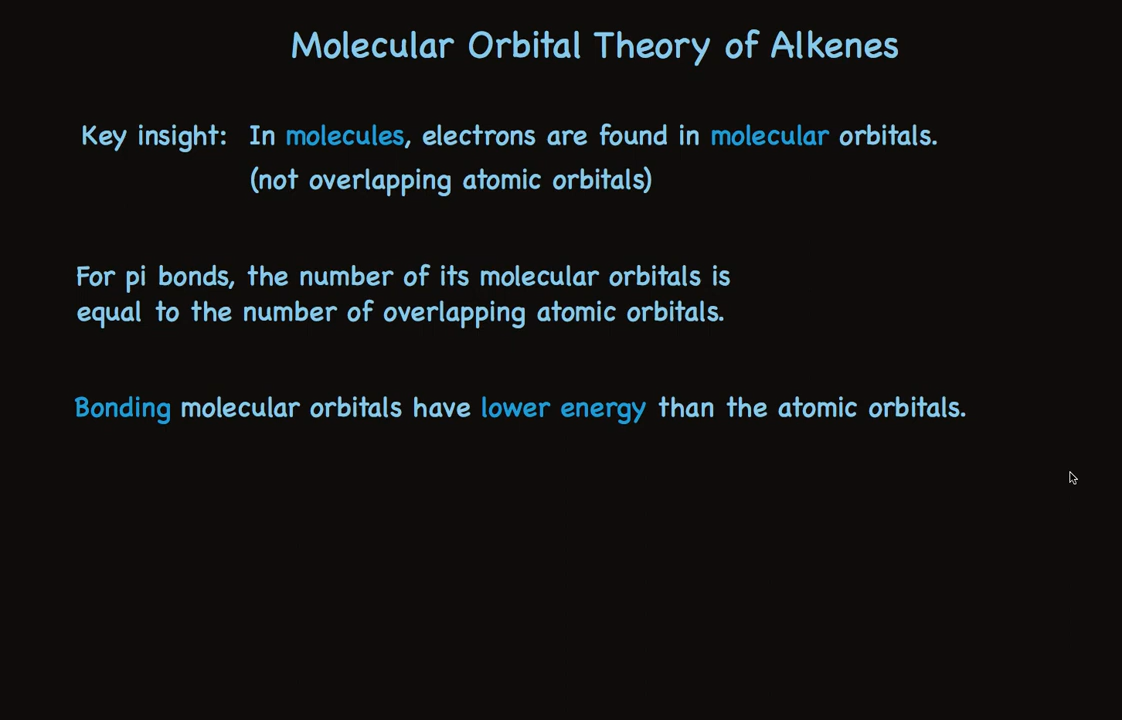 Molecular Orbital Theory of Alkenes
Key insight: In molecules, electrons are found in molecular orbitals.
(not overlapping atomic orbitals)
For pi bonds, the number of its molecular orbitals is
equal to the number of overlapping atomic orbitals.
Bonding molecular orbitals have lower energy than the atomic orbitals.